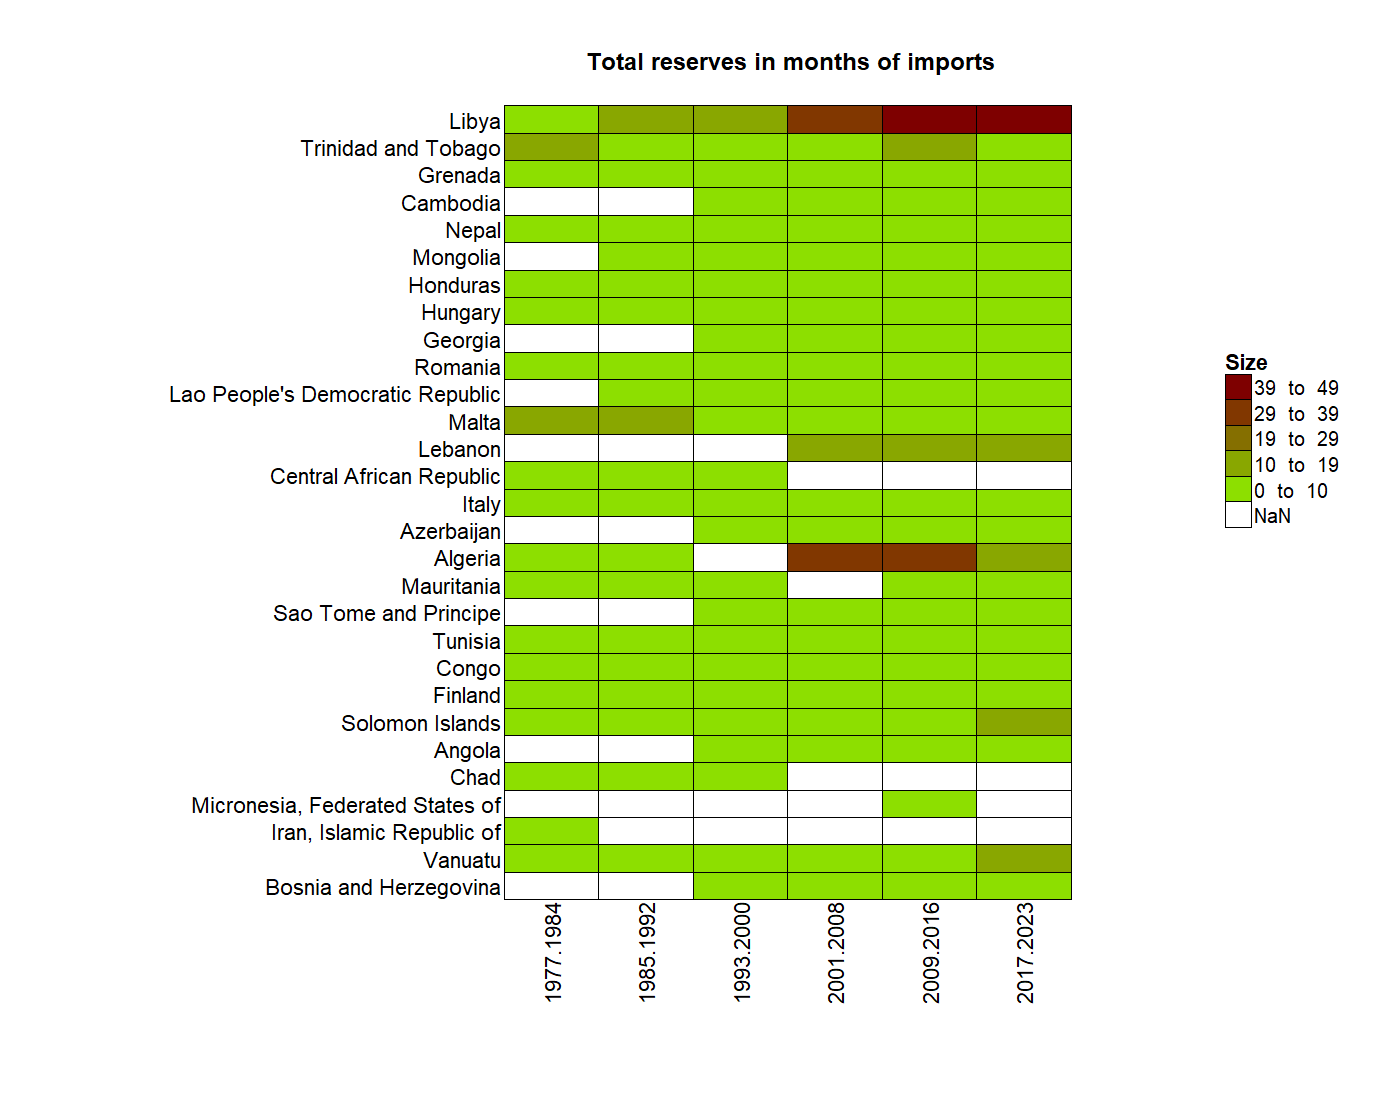 Total reserves in months of imports
Libya
Trinidad and Tobago
Grenada
Cambodia
Nepal
Mongolia
Honduras
Hungary
Georgia
Romania
Lao People's Democratic Republic
Malta
Lebanon
Central African Republic
Italy
Azerbaijan
Algeria
Mauritania
Sao Tome and Principe
Tunisia
Congo
Finland
Solomon Islands
Angola
Chad
Micronesia, Federated States of
Iran, Islamic Republic of
Vanuatu
Bosnia and Herzegovina
1977.1984
1985.1992
1993.2000
2001.2008
2009.2016
2017.2023
Size
39 to 49
29 to 39
19 to 29
10 to 19
0 to 10
NaN